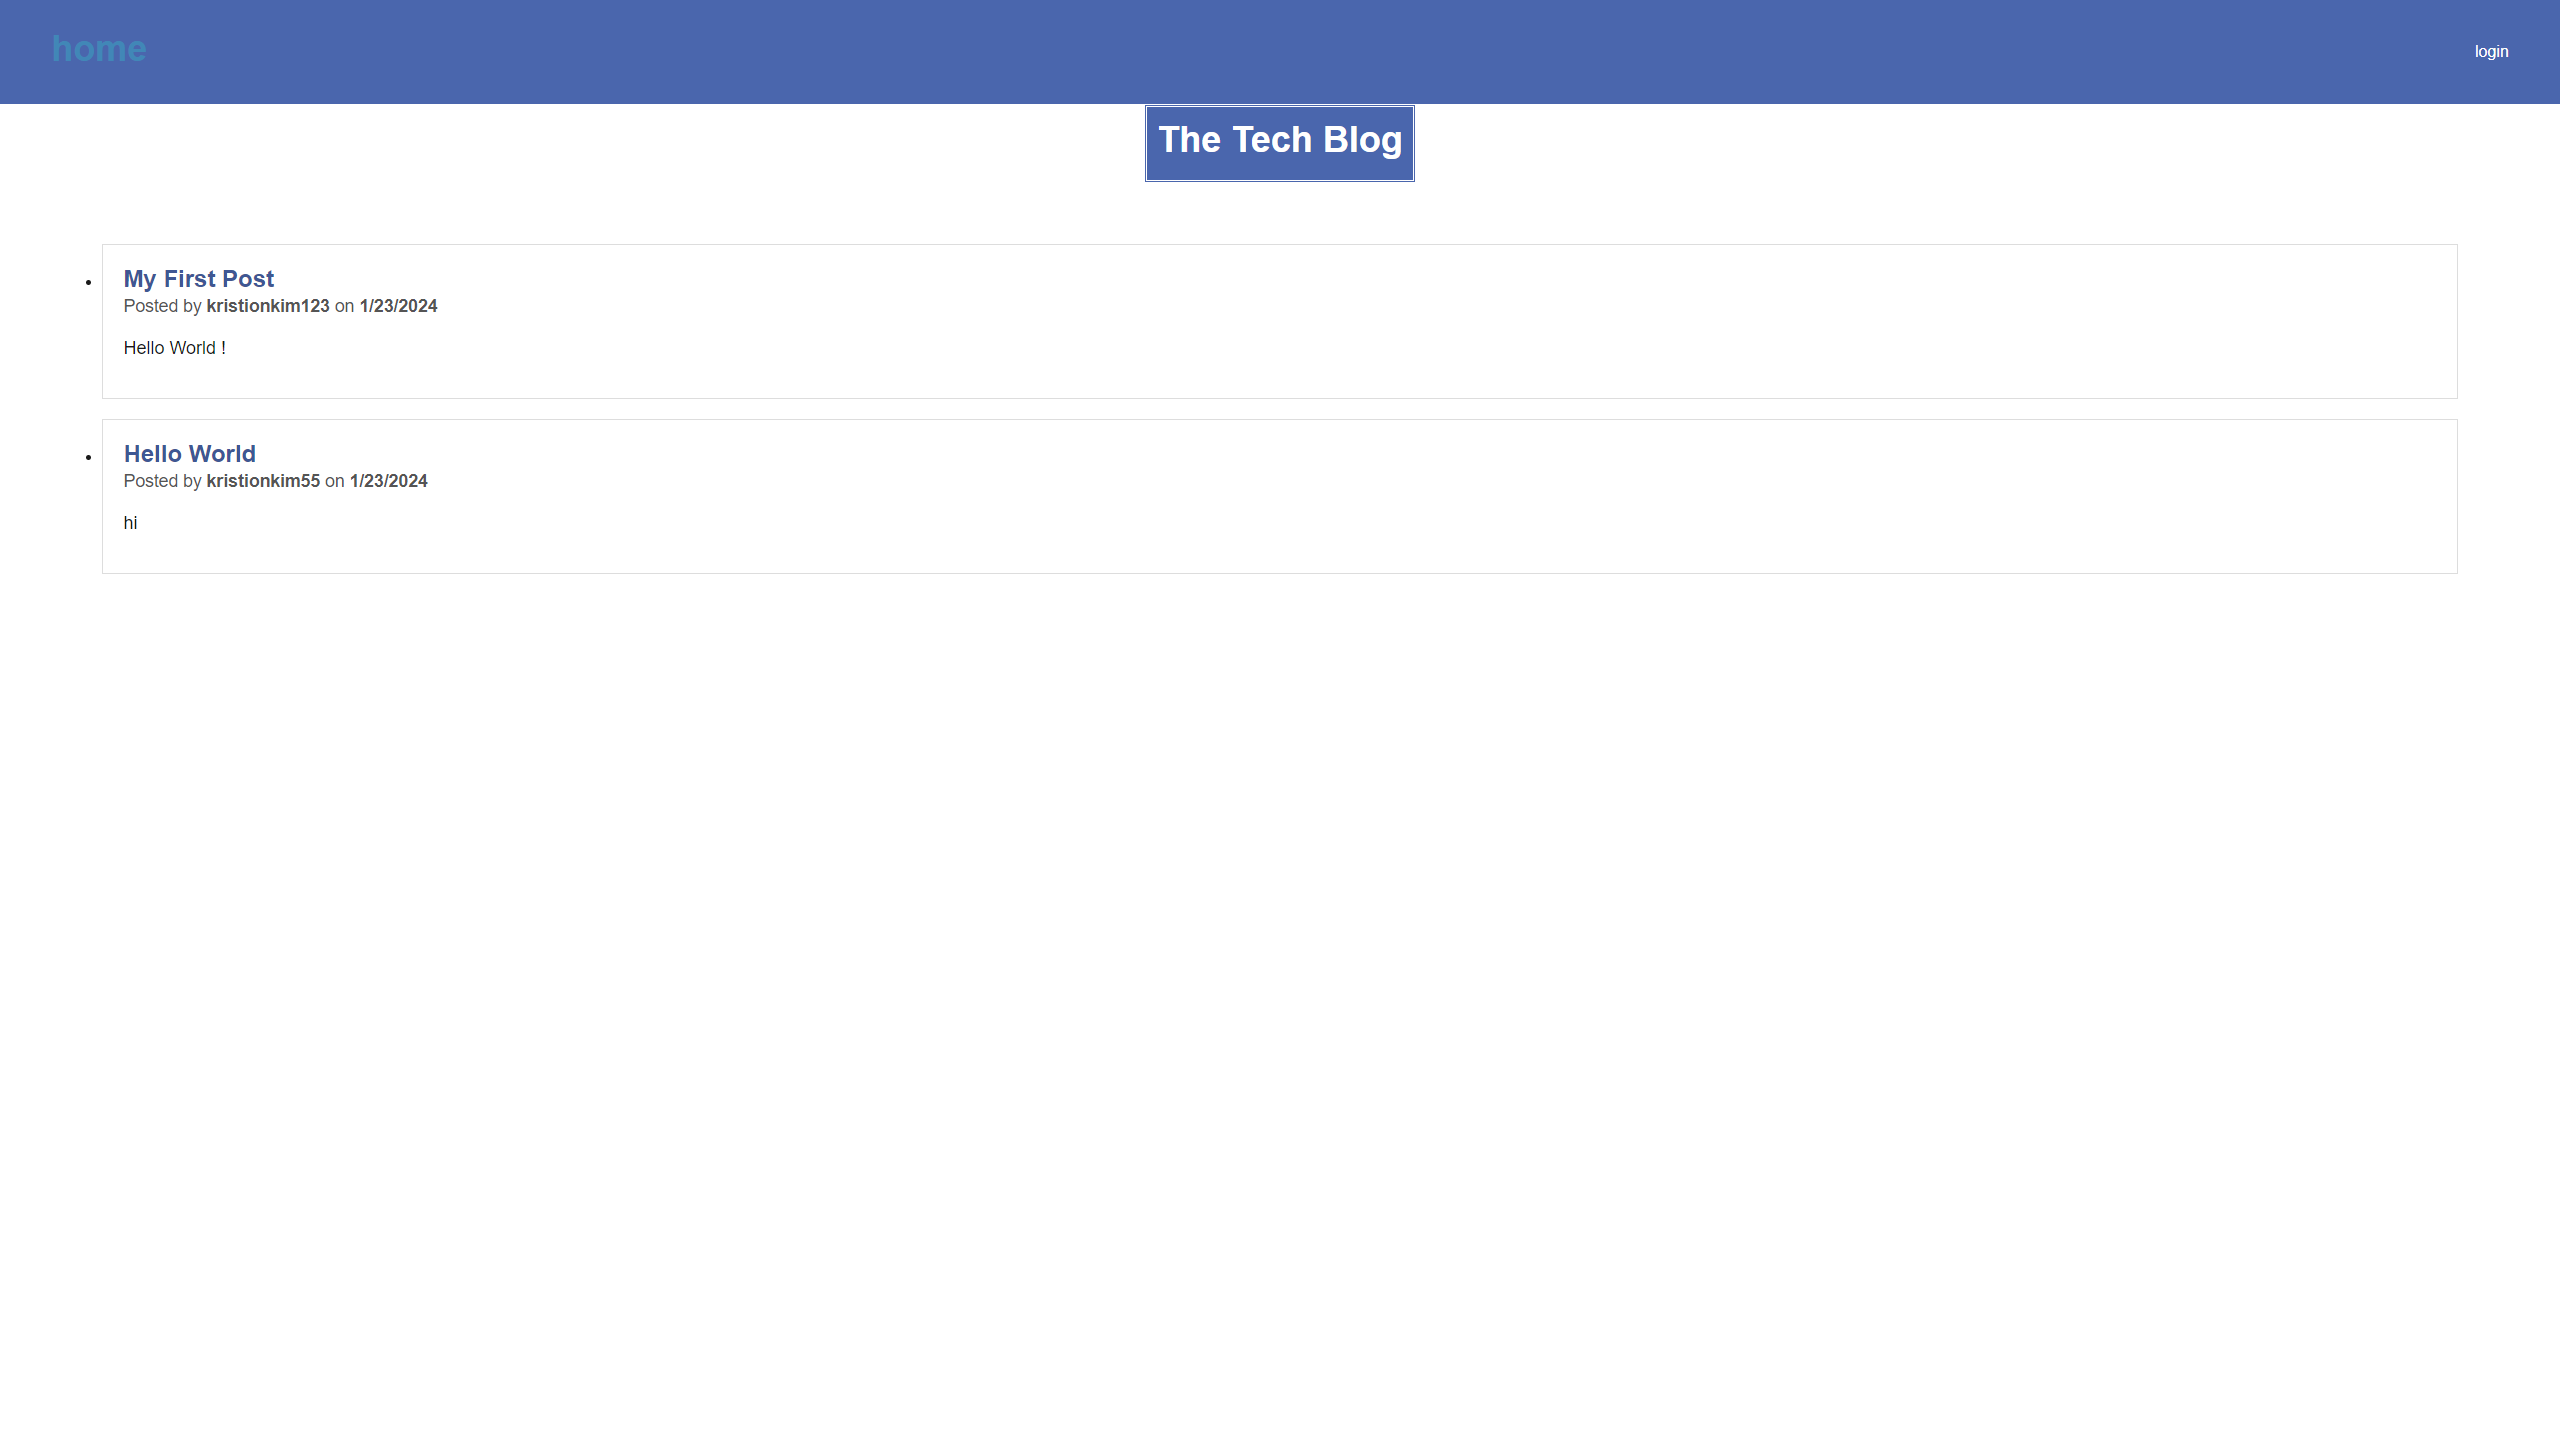 home
login
The Tech Blog
My First Post
Posted by kristionkim123 on 1/23/2024
Hello World !
Hello World
Posted by kristionkim55 on 1/23/2024
hi